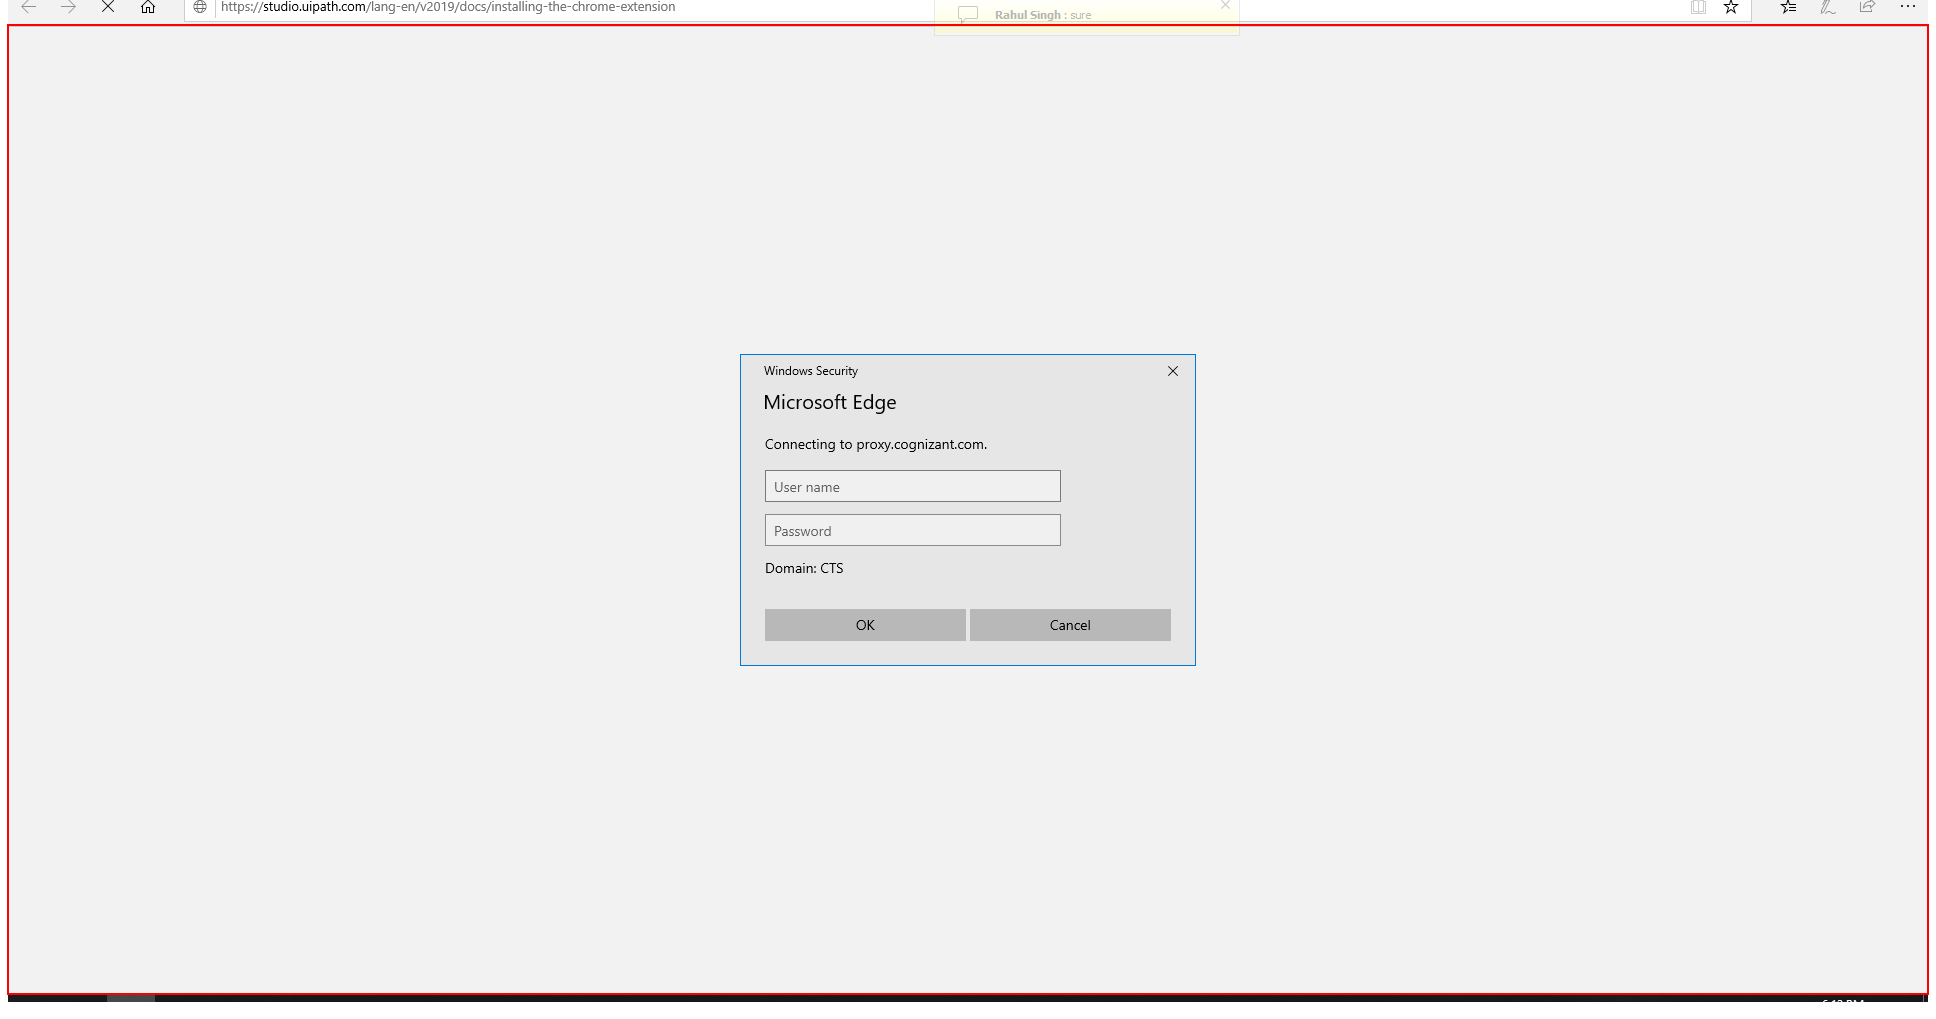 https://studio.uipath.com/lang-en/v2019/docs/installing-the-chrome-extension
Rahul Singh : sure
Windows Security
Microsoft Edge
Connecting to proxy.cognizant.com.
User name
Password
Domain: CTS
OK
Cancel